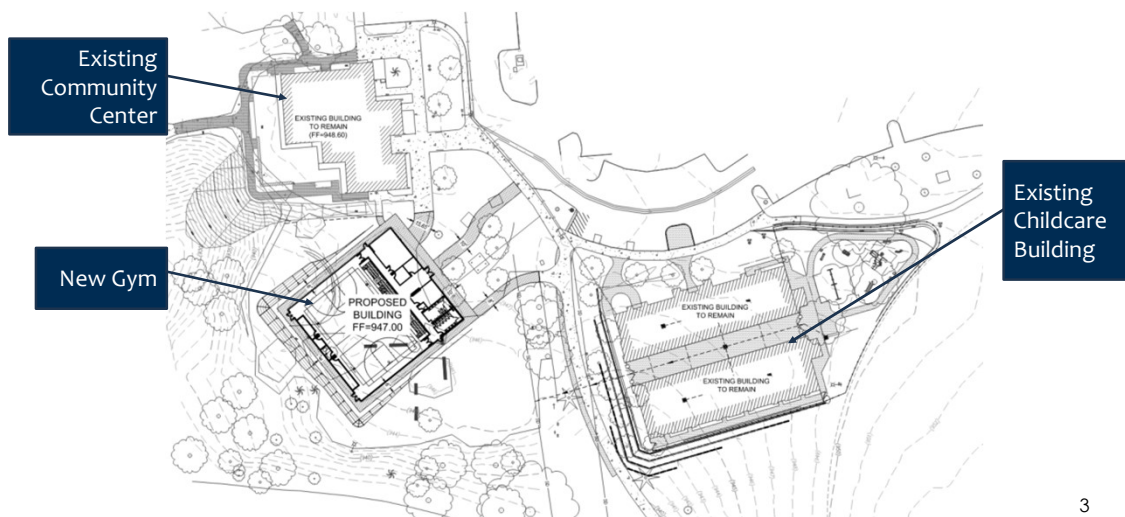 Existing
Community
Center
EXISTING BUILDING
TO REMAIN
(FF=948.60)
New Gym
PROPOSED
BUILDING
FF=947.00
EXISTING BUILDING
TO REMAIN
EXISTING BUILDING
TO REMAIN
Existing
Childcare
Building
3